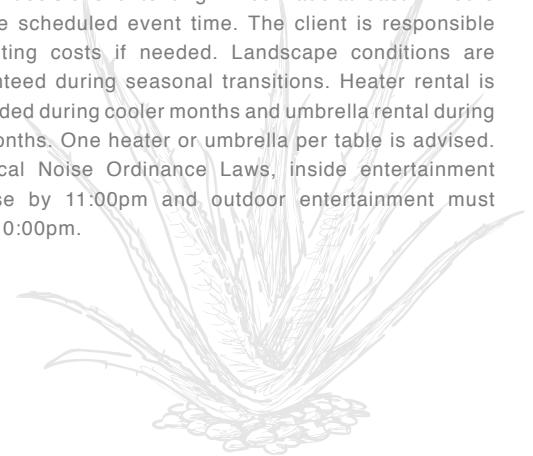 e scheduled event time. The client is responsible
ting costs if needed. Landscape conditions are
nteed during seasonal transitions. Heater rental is
ded during cooler months and umbrella rental during
onths. One heater or umbrella per table is advised.
cal Noise Ordinance Laws, inside entertainment
se by 11:00pm and outdoor entertainment must
0:00pm.